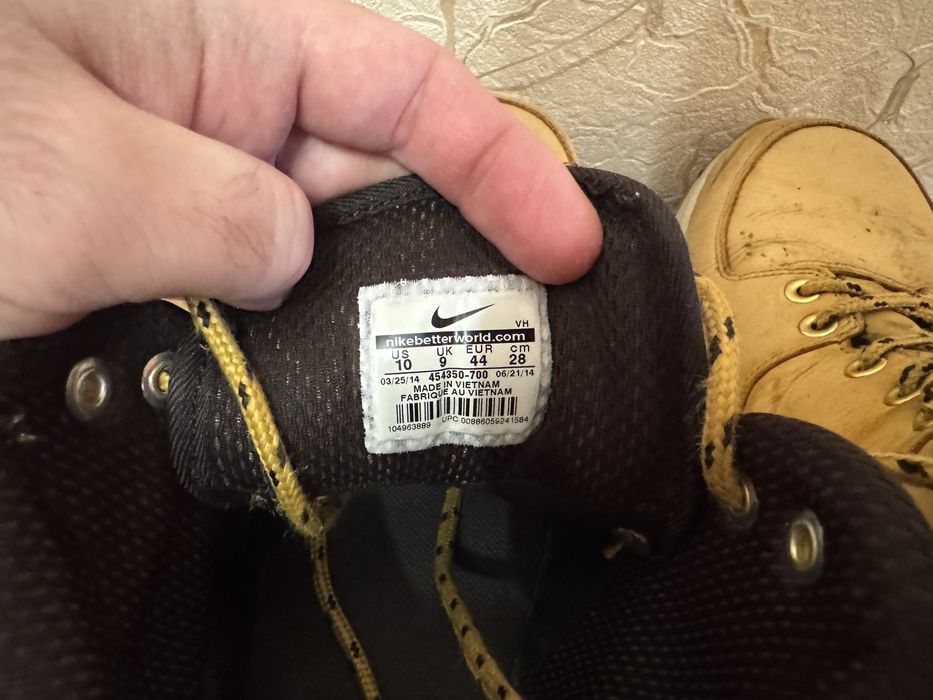 VH
nikebetterworld.com
US UK EUR cm
10 9 44 28
03/25/14 454350-700 06/21/14
MADE IN VIETNAM
FABRIQUE AU VIETNAM
104963889 UPC 00886059241584